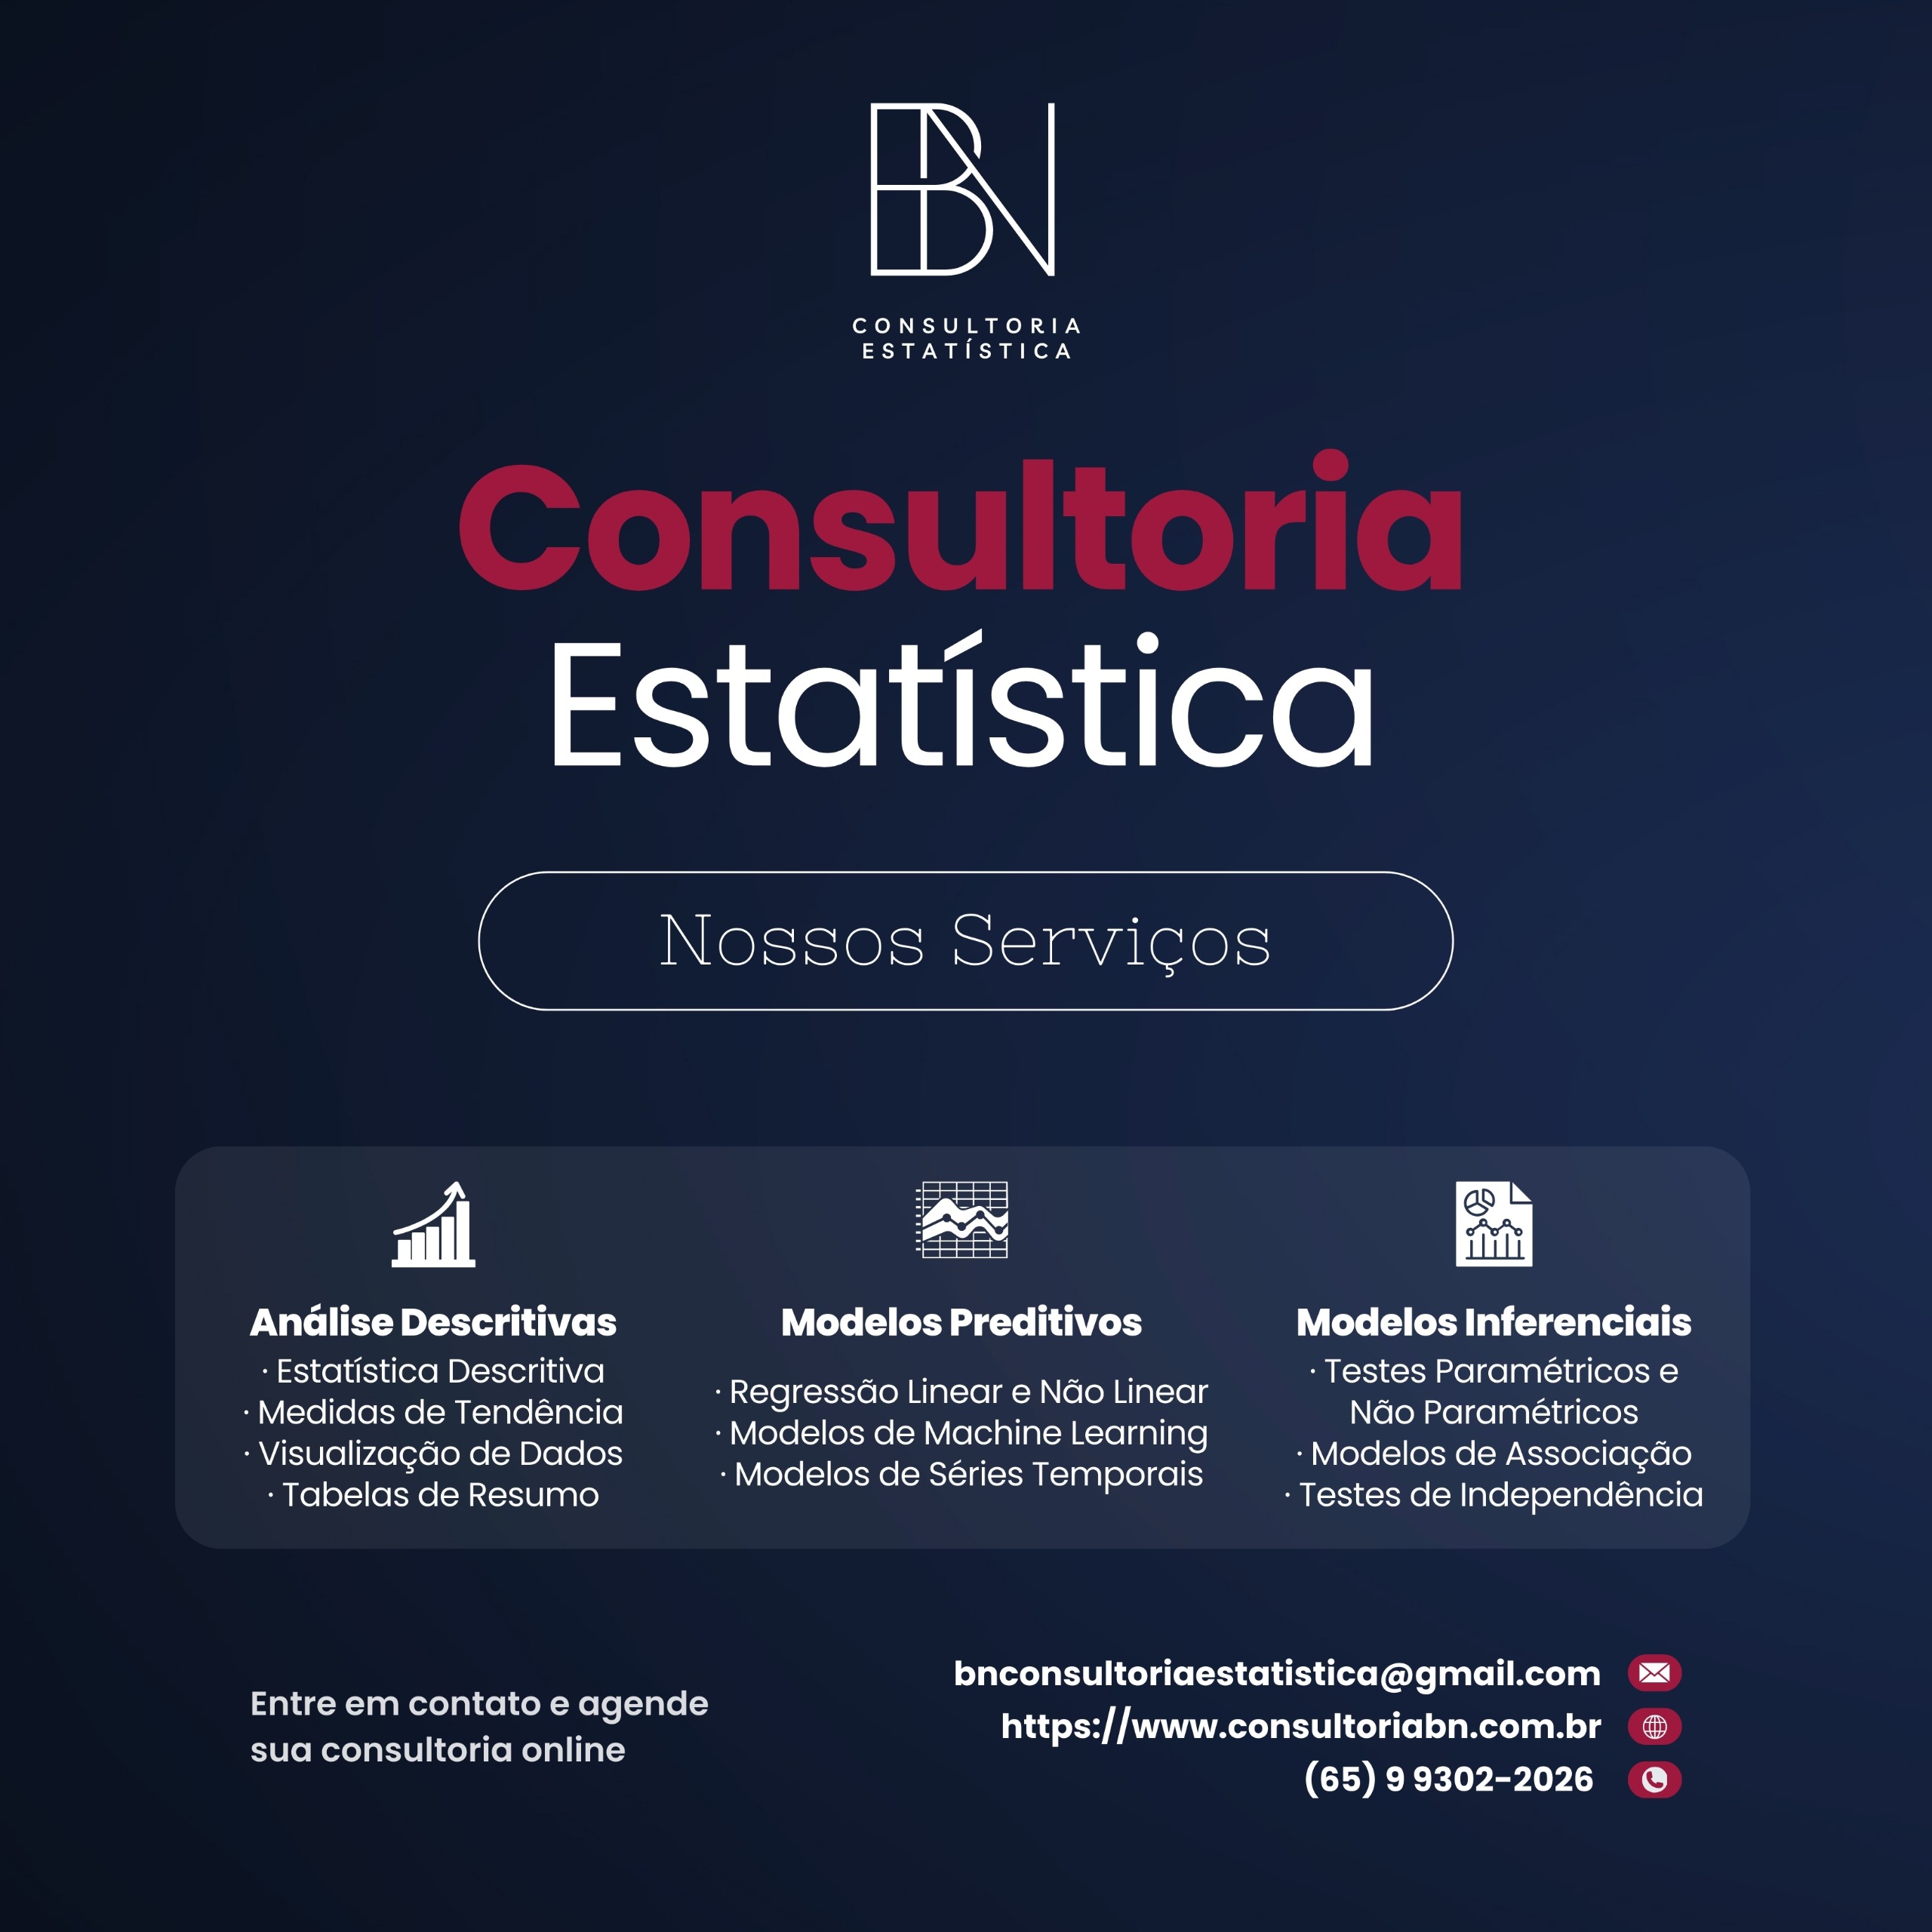 BN
CONSULTORIA
ESTATÍSTICA
Consultoria
Estatística
Nossos Serviços
Análise Descritivas
· Estatística Descritiva
· Medidas de Tendência
· Visualização de Dados
· Tabelas de Resumo
Modelos Preditivos
· Regressão Linear e Não Linear
· Modelos de Machine Learning
· Modelos de Séries Temporais
Modelos Inferenciais
· Testes Paramétricos e
Não Paramétricos
· Modelos de Associação
· Testes de Independência
Entre em contato e agende
sua consultoria online
bnconsultoriaestatistica@gmail.com
https://www.consultoriabn.com.br
(65) 9 9302-2026